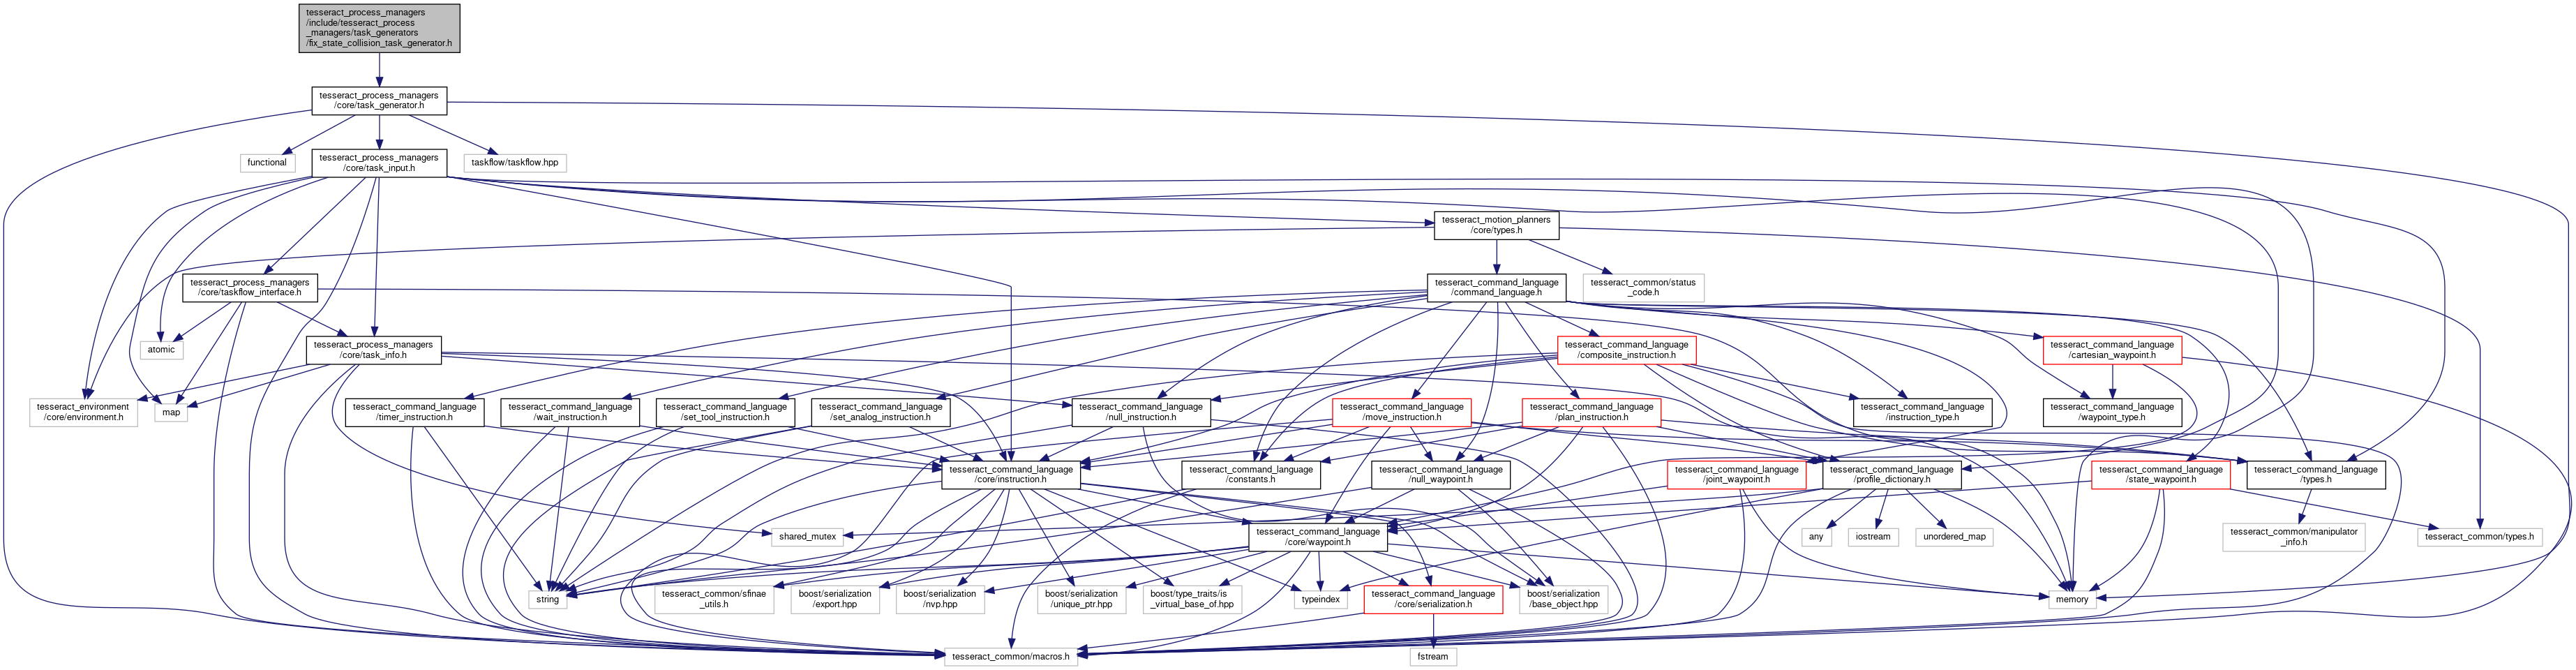 tesseract_process_managers
/include/tesseract_process
_managers/task_generators
/fix_state_collision_task_generator.h
tesseract_process_managers
/core/task_generator.h
functional
tesseract_process_managers
/core/task_input.h
taskflow/taskflow.hpp
tesseract_motion_planners
/core/types.h
tesseract_process_managers
/core/taskflow_interface.h
tesseract_command_language
/command_language.h
tesseract_common/status
_code.h
atomic
tesseract_process_managers
/core/task_info.h
tesseract_command_language
/composite_instruction.h
tesseract_command_language
/cartesian_waypoint.h
tesseract_environment
/core/environment.h
map
tesseract_command_language
/timer_instruction.h
tesseract_command_language
/wait_instruction.h
tesseract_command_language
/set_tool_instruction.h
tesseract_command_language
/set_analog_instruction.h
tesseract_command_language
/null_instruction.h
tesseract_command_language
/move_instruction.h
tesseract_command_language
/plan_instruction.h
tesseract_command_language
/instruction_type.h
tesseract_command_language
/waypoint_type.h
tesseract_command_language
/core/instruction.h
tesseract_command_language
/constants.h
tesseract_command_language
/null_waypoint.h
tesseract_command_language
/joint_waypoint.h
tesseract_command_language
/profile_dictionary.h
tesseract_command_language
/state_waypoint.h
tesseract_command_language
/types.h
shared_mutex
tesseract_command_language
/core/waypoint.h
any
iostream
unordered_map
tesseract_common/manipulator
_info.h
tesseract_common/types.h
string
tesseract_common/sfinae
_utils.h
boost/serialization
/export.hpp
boost/serialization
/nvp.hpp
boost/serialization
/unique_ptr.hpp
boost/type_traits/is
_virtual_base_of.hpp
typeindex
tesseract_command_language
/core/serialization.h
boost/serialization
/base_object.hpp
memory
tesseract_common/macros.h
fstream